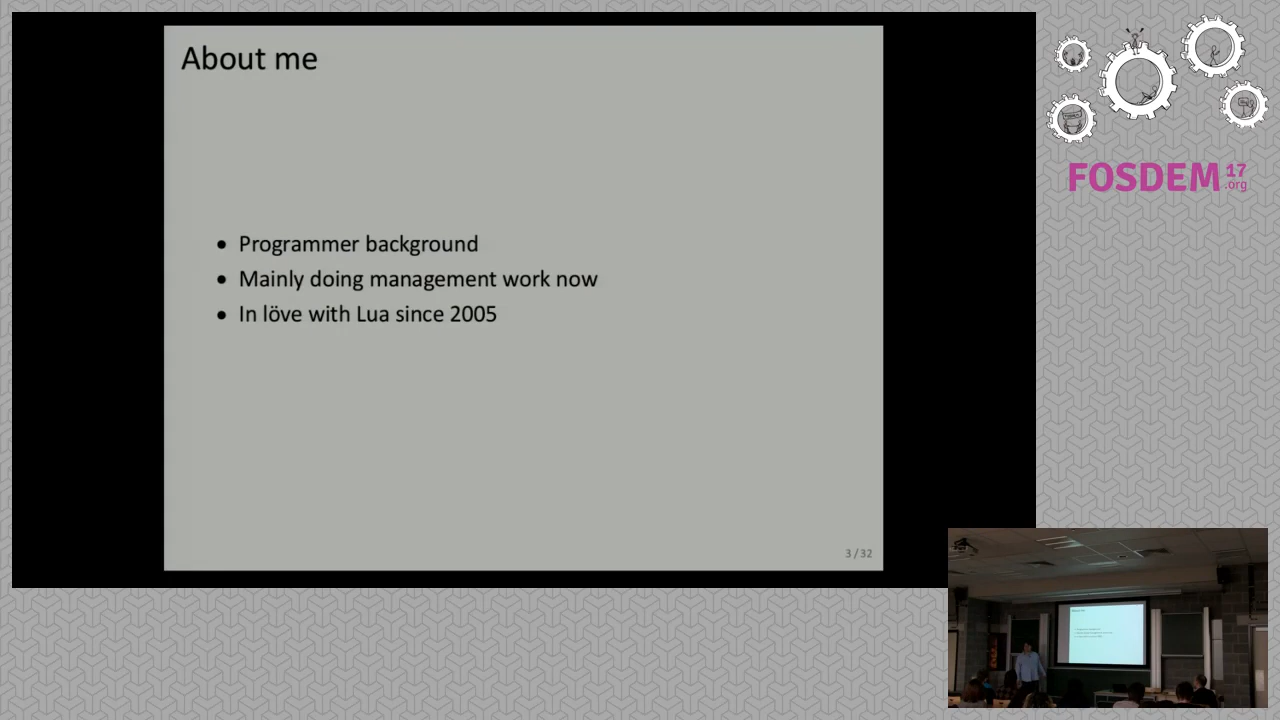 About me
• Programmer background
• Mainly doing management work now
• In löve with Lua since 2005
3 / 32
FOSDEM 17
.org